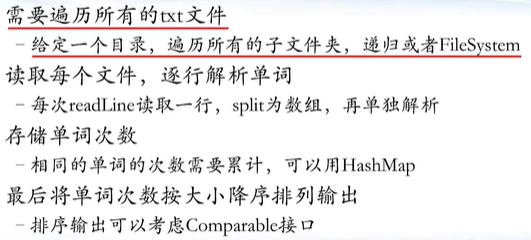 需要遍历所有的txt文件
–给定一个目录，遍历所有的子文件夹，递归或者FileSystem
读取每个文件，逐行解析单词
–每次readLine读取一行，split为数组，再单独解析
存储单词次数
–相同的单词的次数需要累计，可以用HashMap
最后将单词次数按大小降序排列输出
–排序输出可以考虑Comparable接口